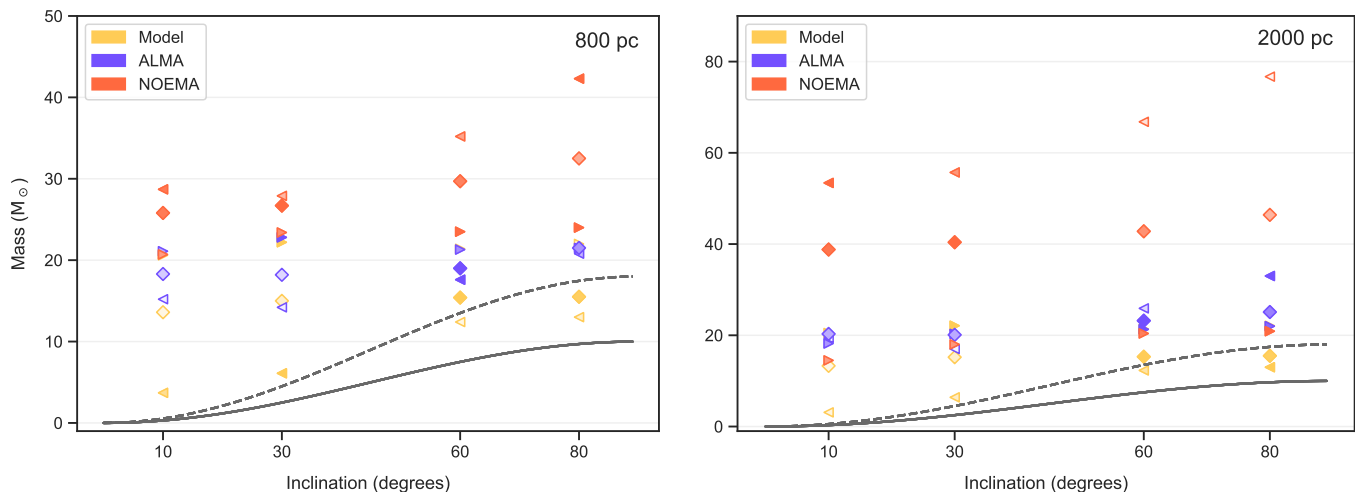 800 pc
Model
ALMA
NOEMA
Mass (M⊙)
50
40
30
20
10
0
10 30 60 80
Inclination (degrees)
2000 pc
Model
ALMA
NOEMA
80
60
40
20
0
10 30 60 80
Inclination (degrees)